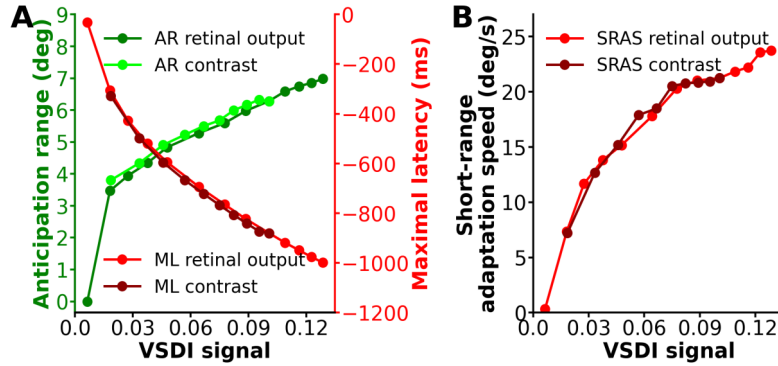 A
9
8
7
6
5
4
3
2
1
0
Anticipation range (deg)
AR retinal output
AR contrast
ML retinal output
ML contrast
0
−200
−400
−600
−800
−1000
−1200
Maximal latency (ms)
0.0 0.03 0.06 0.09 0.12
VSDI signal
B
25
20
15
10
5
0
Short-range
adaptation speed (deg/s)
SRAS retinal output
SRAS contrast
0.0 0.03 0.06 0.09 0.12
VSDI signal